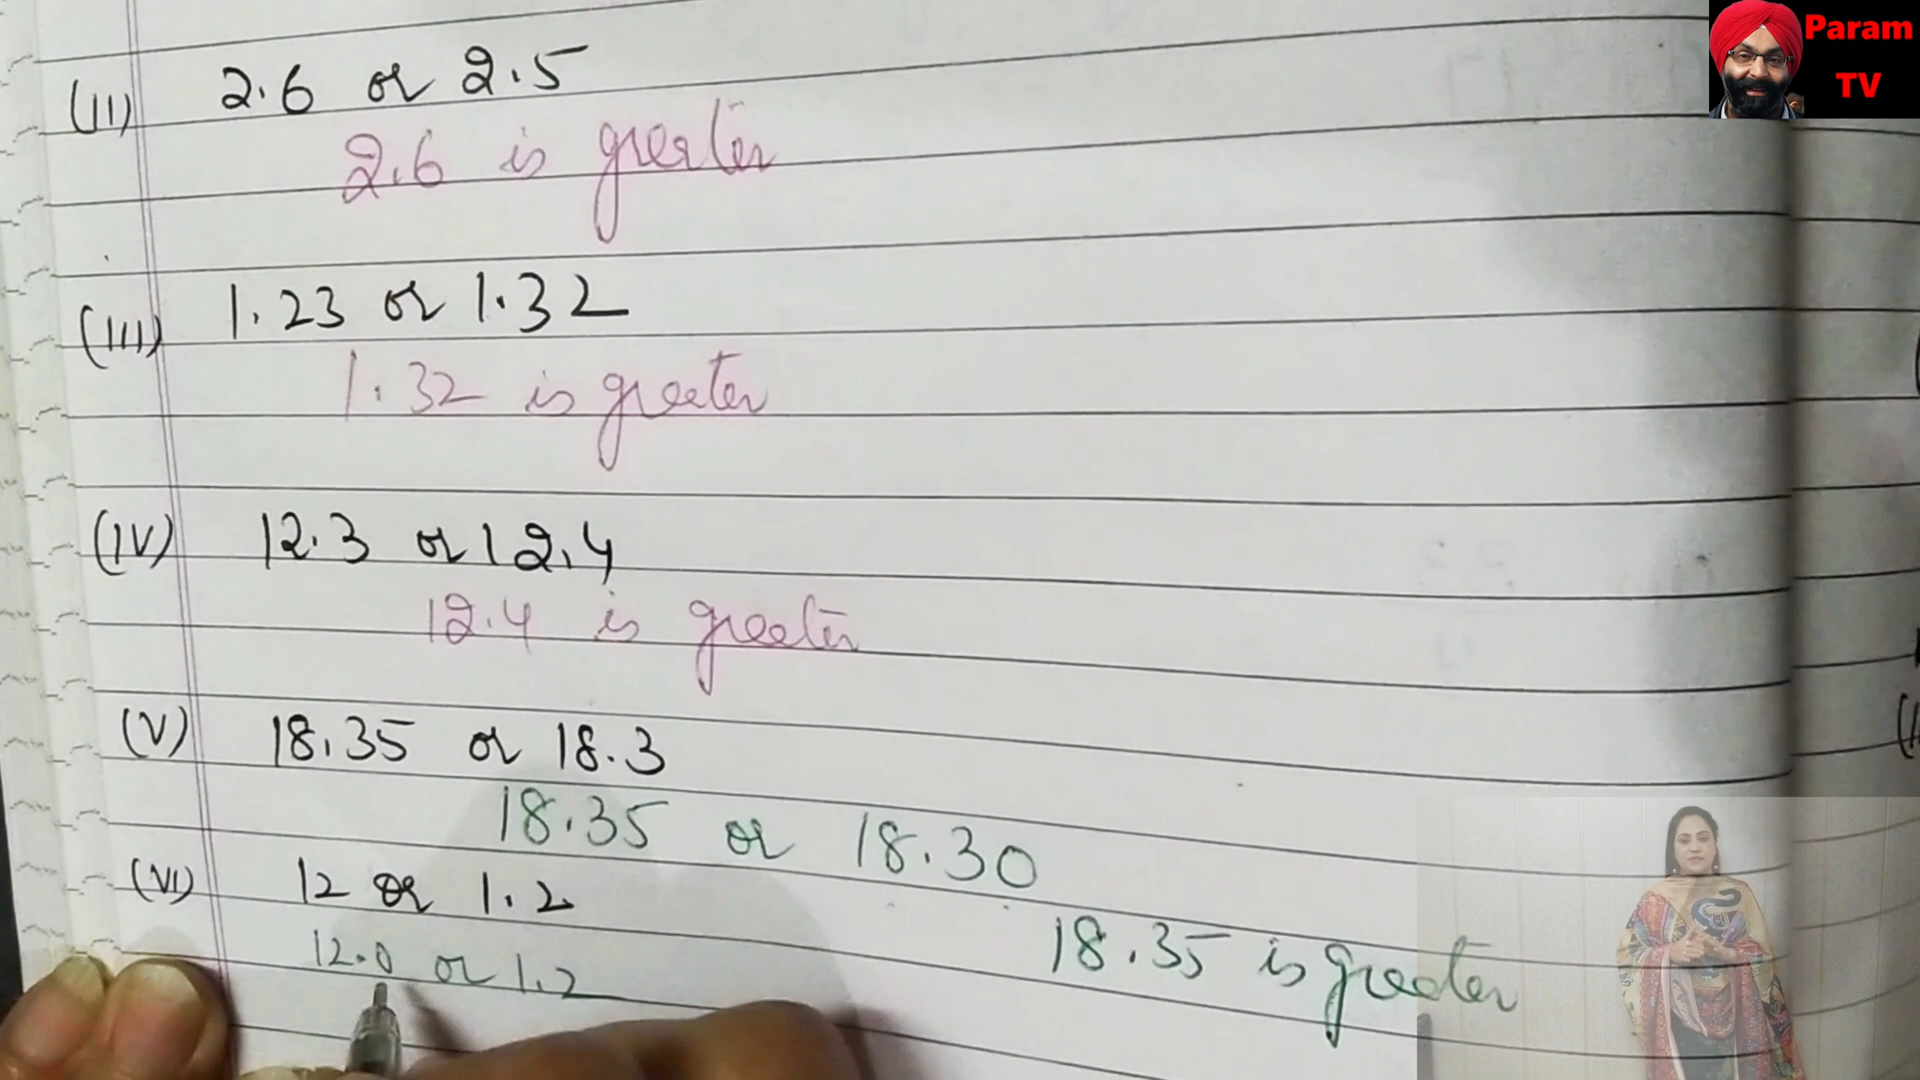 Param
TV
(II) 2.6 or 2.5
2.6 is greater
(III) 1.23 or 1.32
1.32 is greater
(IV) 12.3 or 12.4
12.4 is greater
(V) 18.35 or 18.3
18.35 or 18.30
18.35 is greater
(VI) 12 or 1.2
12.0 or 1.2